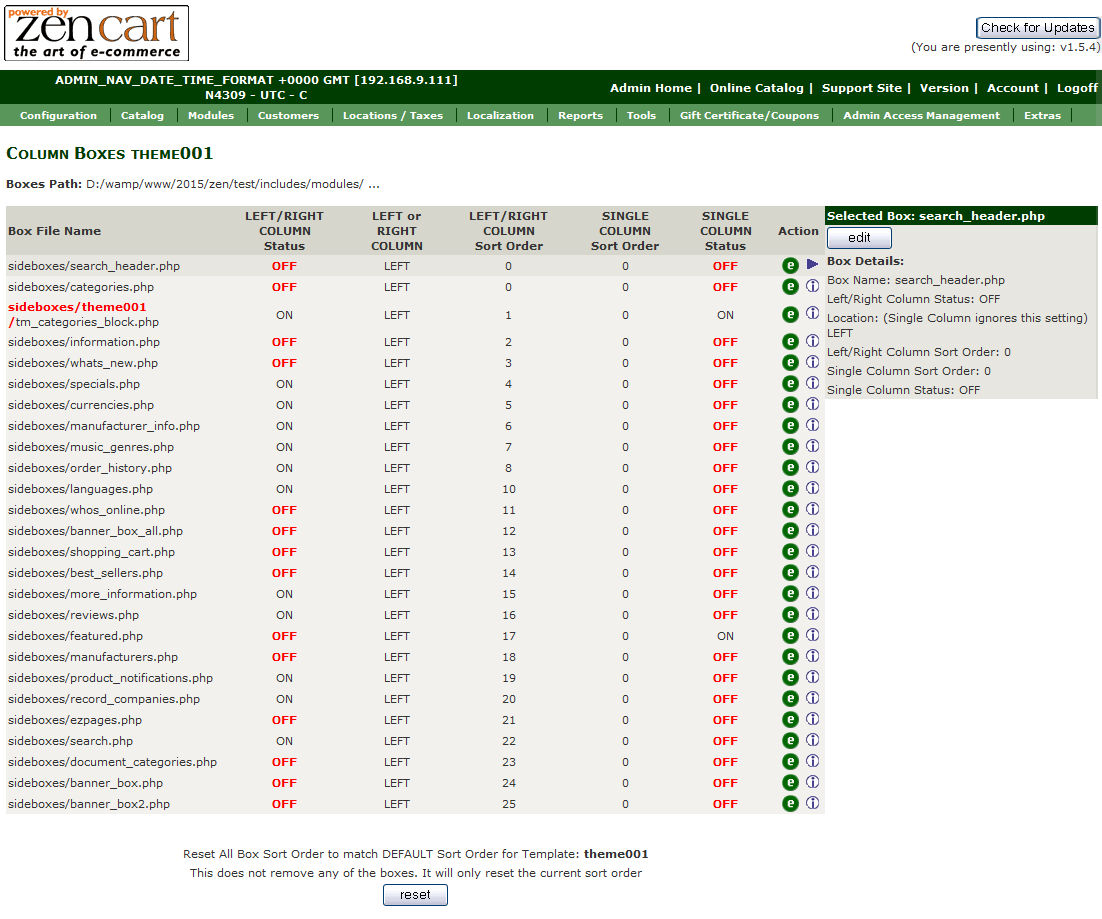 powered by
zen cart
the art of e-commerce
Check for Updates
(You are presently using: v1.5.4)
ADMIN_NAV_DATE_TIME_FORMAT +0000 GMT [192.168.9.111]
N4309 - UTC - C
Admin Home | Online Catalog | Support Site | Version | Account | Logoff
Configuration Catalog Modules Customers Locations / Taxes Localization Reports Tools Gift Certificate/Coupons Admin Access Management Extras
Column Boxes theme001
Boxes Path: D:/wamp/www/2015/zen/test/includes/modules/ ...
Box File Name LEFT/RIGHT COLUMN Status LEFT or RIGHT COLUMN LEFT/RIGHT COLUMN Sort Order SINGLE COLUMN Sort Order SINGLE COLUMN Status Action
sideboxes/search_header.php OFF LEFT 0 0 OFF e
sideboxes/categories.php OFF LEFT 0 0 OFF e i
sideboxes/theme001
/tm_categories_block.php ON LEFT 1 0 ON e i
sideboxes/information.php OFF LEFT 2 0 OFF e i
sideboxes/whats_new.php OFF LEFT 3 0 OFF e i
sideboxes/specials.php ON LEFT 4 0 OFF e i
sideboxes/currencies.php ON LEFT 5 0 OFF e i
sideboxes/manufacturer_info.php ON LEFT 6 0 OFF e i
sideboxes/music_genres.php ON LEFT 7 0 OFF e i
sideboxes/order_history.php ON LEFT 8 0 OFF e i
sideboxes/languages.php ON LEFT 10 0 OFF e i
sideboxes/whos_online.php OFF LEFT 11 0 OFF e i
sideboxes/banner_box_all.php OFF LEFT 12 0 OFF e i
sideboxes/shopping_cart.php OFF LEFT 13 0 OFF e i
sideboxes/best_sellers.php OFF LEFT 14 0 OFF e i
sideboxes/more_information.php ON LEFT 15 0 OFF e i
sideboxes/reviews.php ON LEFT 16 0 OFF e i
sideboxes/featured.php OFF LEFT 17 0 ON e i
sideboxes/manufacturers.php OFF LEFT 18 0 OFF e i
sideboxes/product_notifications.php ON LEFT 19 0 OFF e i
sideboxes/record_companies.php ON LEFT 20 0 OFF e i
sideboxes/ezpages.php OFF LEFT 21 0 OFF e i
sideboxes/search.php ON LEFT 22 0 OFF e i
sideboxes/document_categories.php OFF LEFT 23 0 OFF e i
sideboxes/banner_box.php OFF LEFT 24 0 OFF e i
sideboxes/banner_box2.php OFF LEFT 25 0 OFF e i
Selected Box: search_header.php
edit
Box Details:
Box Name: search_header.php
Left/Right Column Status: OFF
Location: (Single Column ignores this setting)
LEFT
Left/Right Column Sort Order: 0
Single Column Sort Order: 0
Single Column Status: OFF
Reset All Box Sort Order to match DEFAULT Sort Order for Template: theme001
This does not remove any of the boxes. It will only reset the current sort order
reset